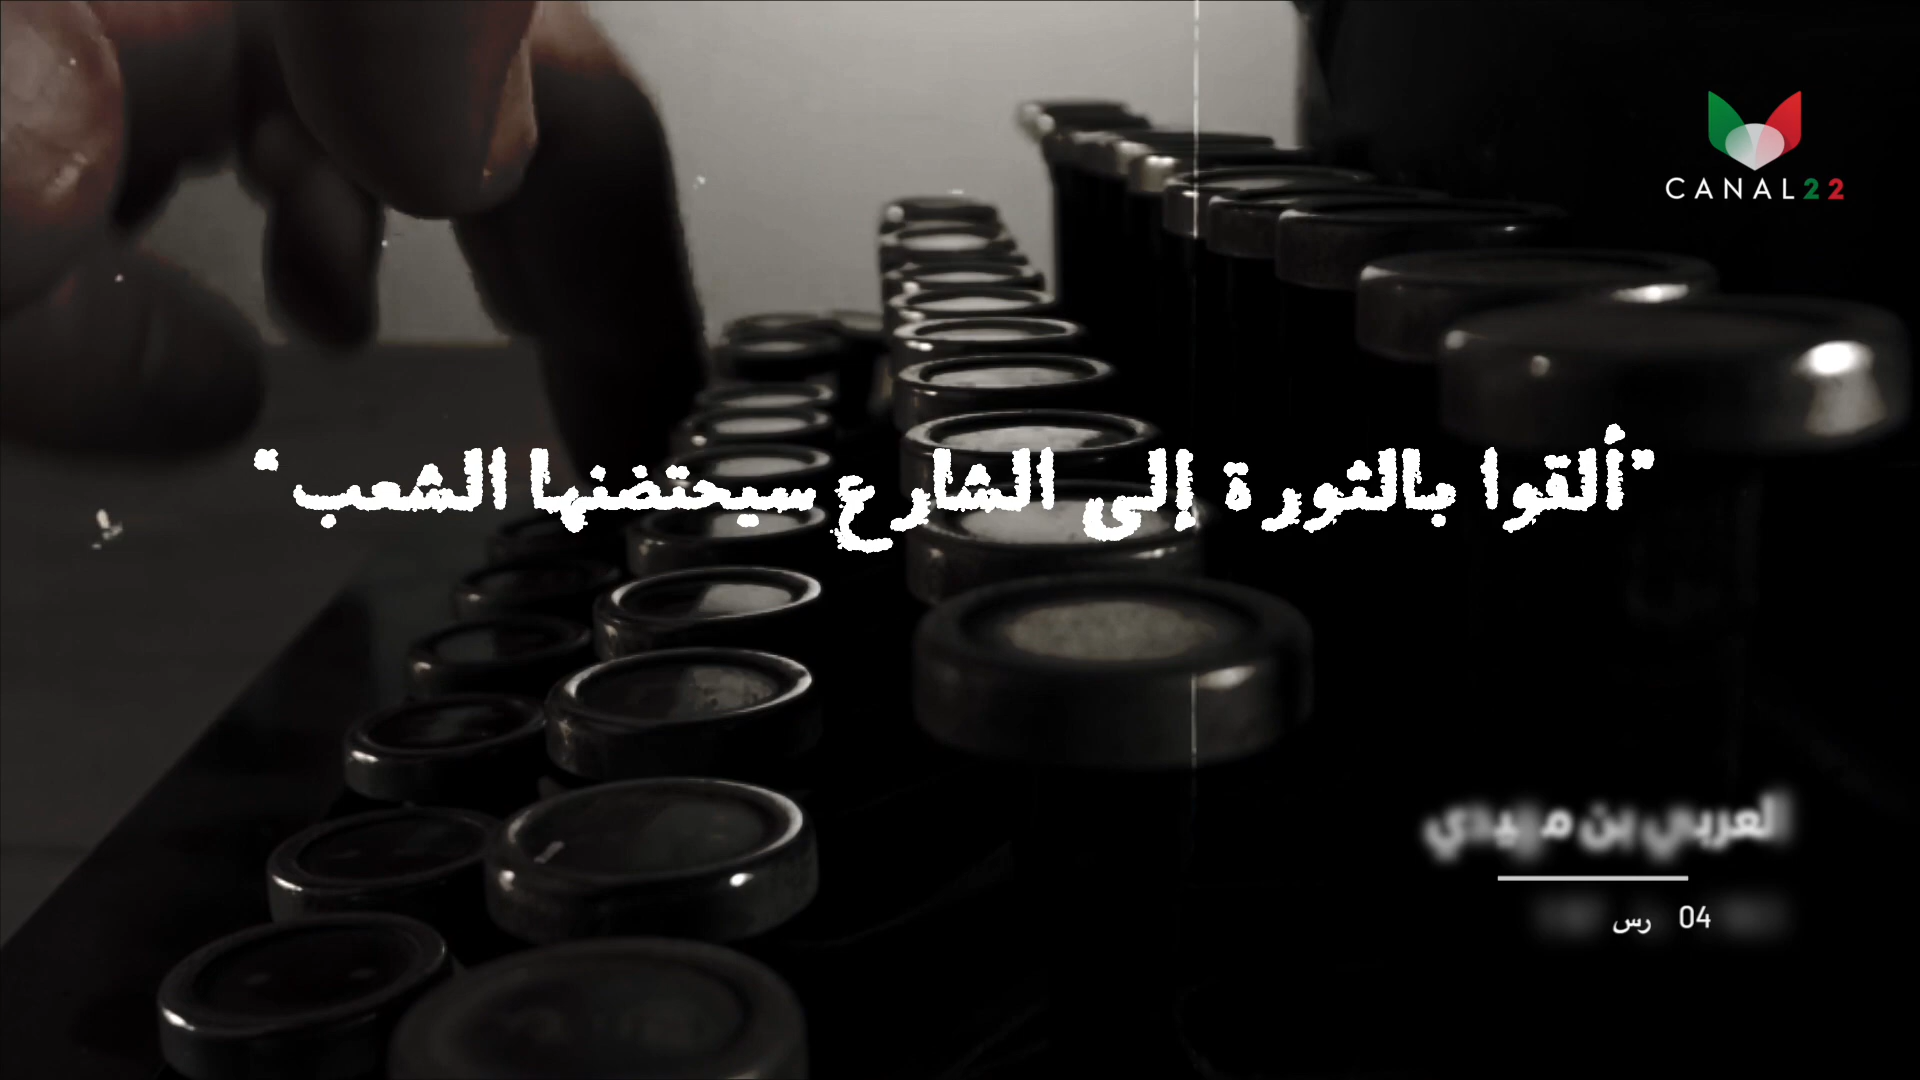 CANAL22
"ألقوا بالثورة إلى الشارع سيحتضنها الشعب"
العربي بن مهيدي
04 رس